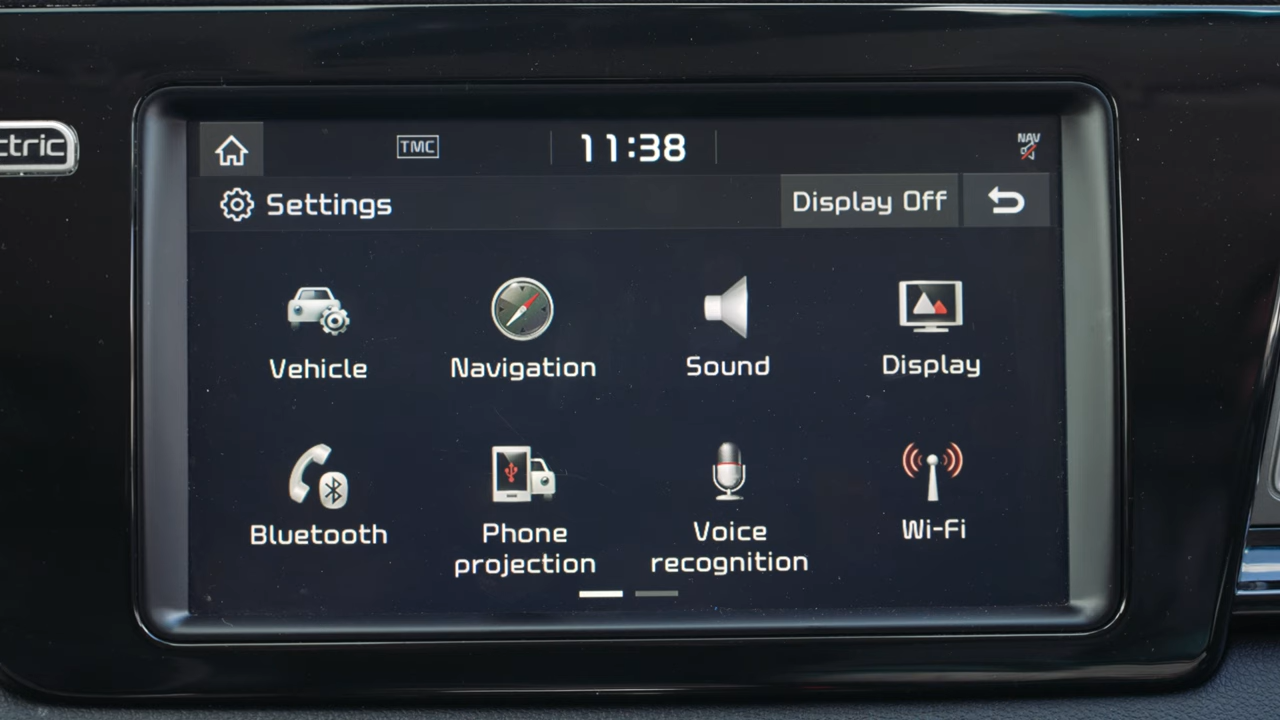 TMC
11:38
NAV
ctric
Settings
Display Off
Vehicle
Navigation
Sound
Display
Bluetooth
Phone
projection
Voice
recognition
Wi-Fi